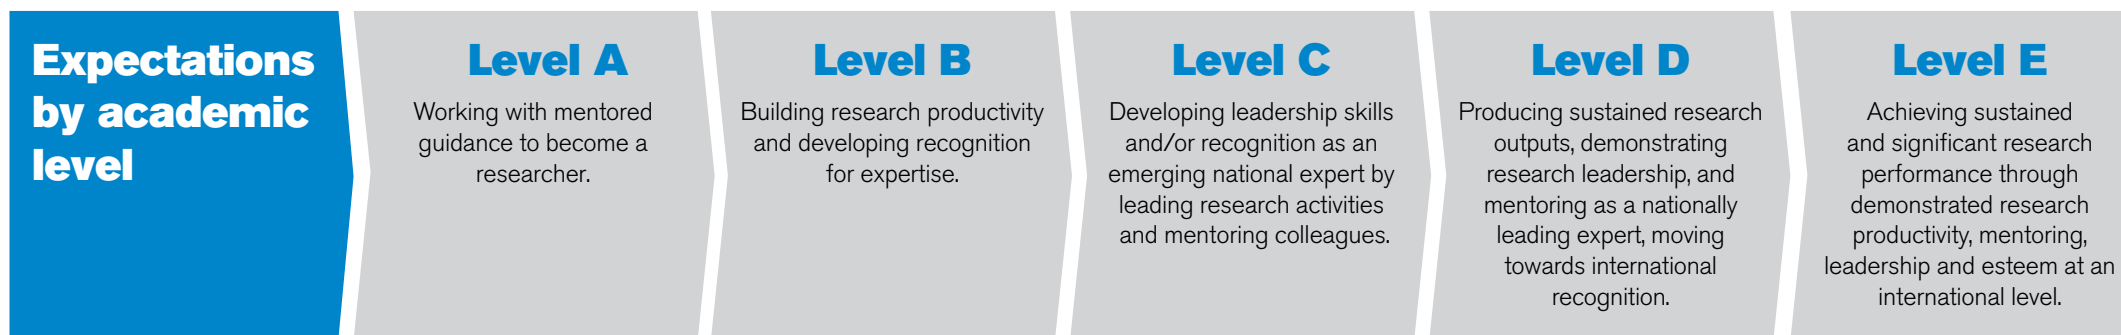 Expectations
by academic
level
Level A
Working with mentored
guidance to become a
researcher.
Level B
Building research productivity
and developing recognition
for expertise.
Level C
Developing leadership skills
and/or recognition as an
emerging national expert by
leading research activities
and mentoring colleagues.
Level D
Producing sustained research
outputs, demonstrating
research leadership, and
mentoring as a nationally
leading expert, moving
towards international
recognition.
Level E
Achieving sustained
and significant research
performance through
demonstrated research
productivity, mentoring,
leadership and esteem at an
international level.